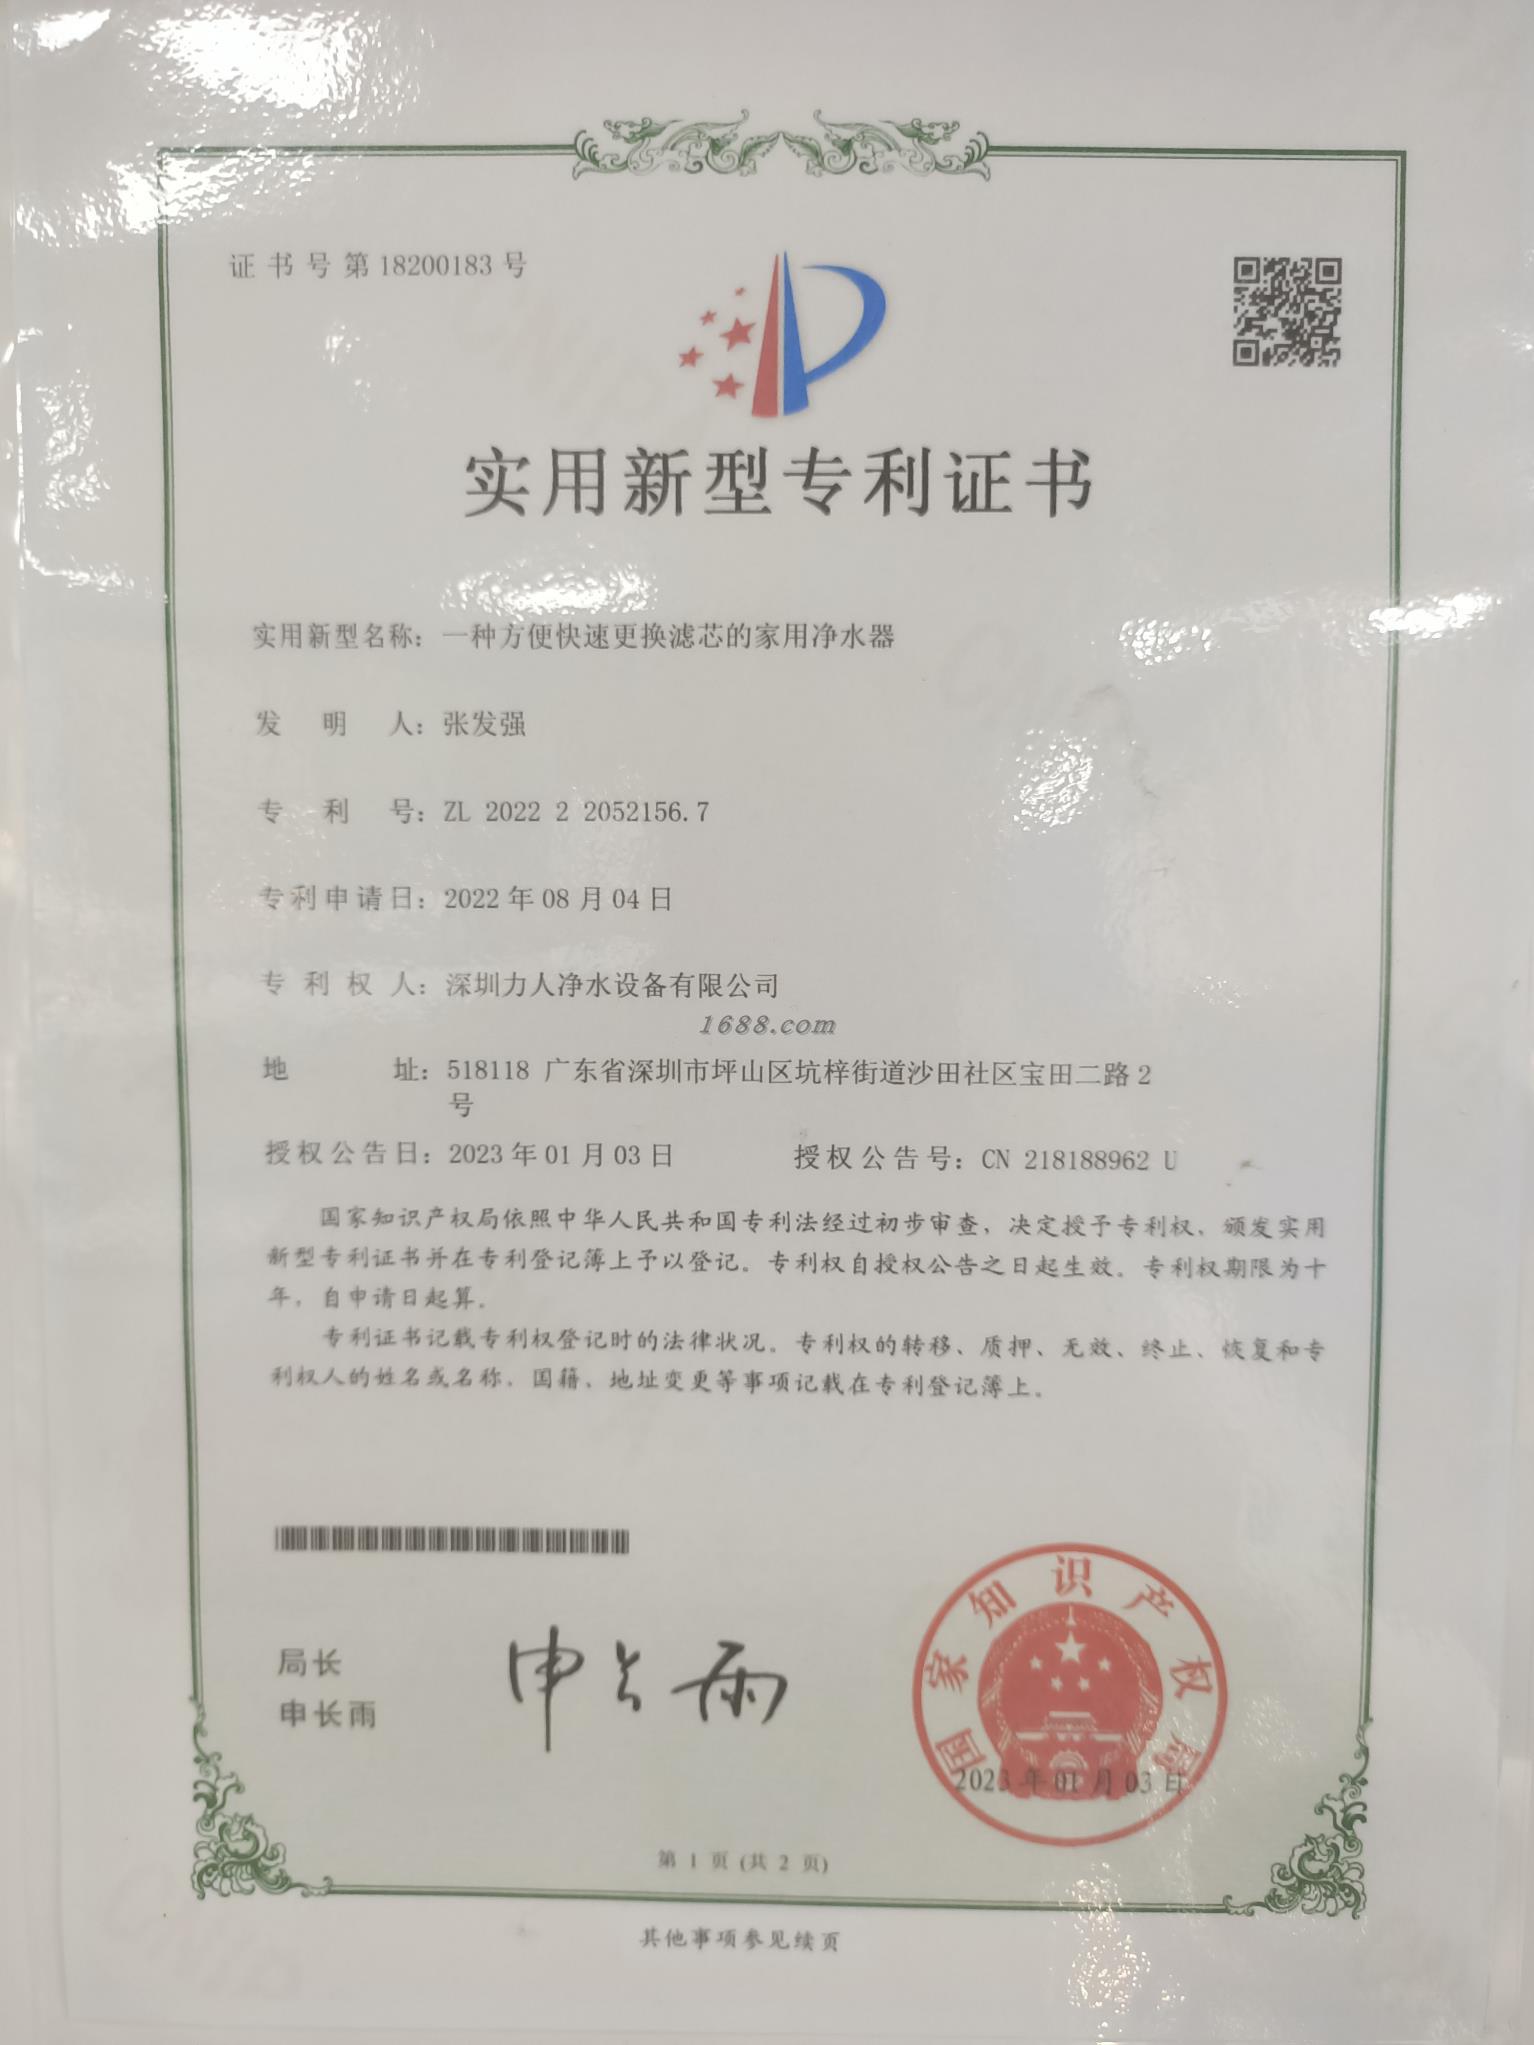 证书号第18200183号
实用新型专利证书
实用新型名称：一种方便快速更换滤芯的家用净水器
发明人：张发强
专利号：ZL 2022 2 2052156.7
专利申请日：2022年08月04日
专利权人：深圳力人净水设备有限公司
1688.com
地址：518118 广东省深圳市坪山区坑梓街道沙田社区宝田二路2
号
授权公告日：2023年01月03日 授权公告号：CN 218188962 U
国家知识产权局依照中华人民共和国专利法经过初步审查，决定授予专利权，颁发实用
新型专利证书并在专利登记簿上予以登记。专利权自授权公告之日起生效。专利权期限为十
年，自申请日起算。
专利证书记载专利权登记时的法律状况。专利权的转移、质押、无效、终止、恢复和专
利权人的姓名或名称、国籍、地址变更等事项记载在专利登记簿上。
局长
申长雨
申长雨
国家知识产权局
2023年01月03日
第 1 页 (共 2 页)
其他事项参见续页